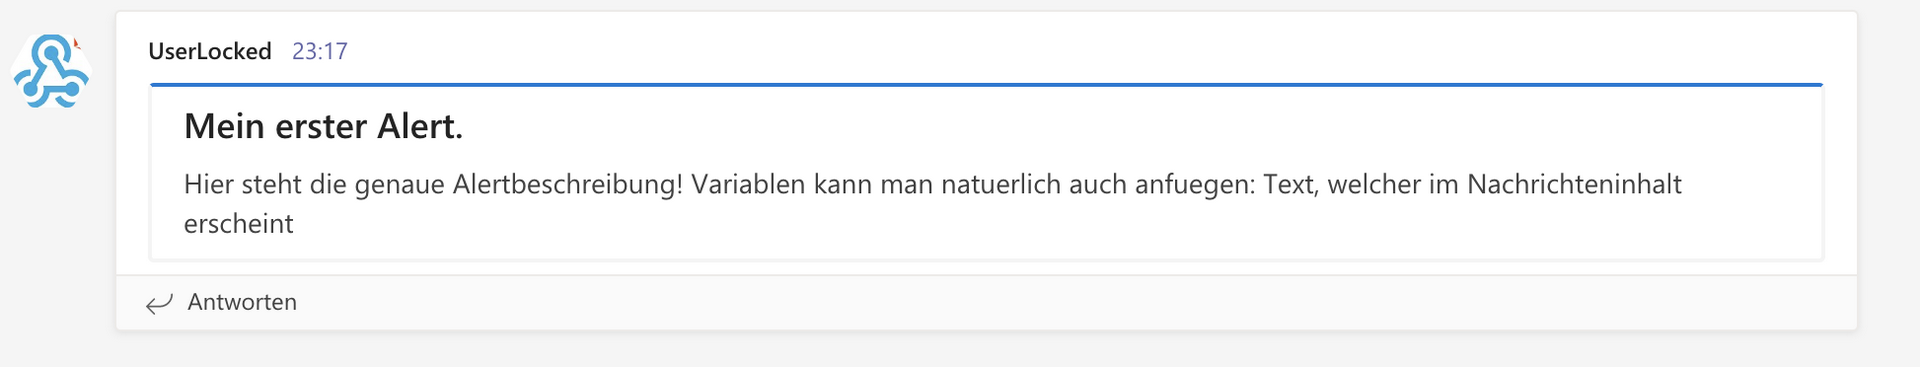 UserLocked 23:17
Mein erster Alert.
Hier steht die genaue Alertbeschreibung! Variablen kann man natuerlich auch anfuegen: Text, welcher im Nachrichteninhalt
erscheint
Antworten